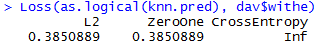 > Loss(as.logical(knn.pred), dav$withe)
L2 ZeroOne CrossEntropy
0.3850889 0.3850889 Inf